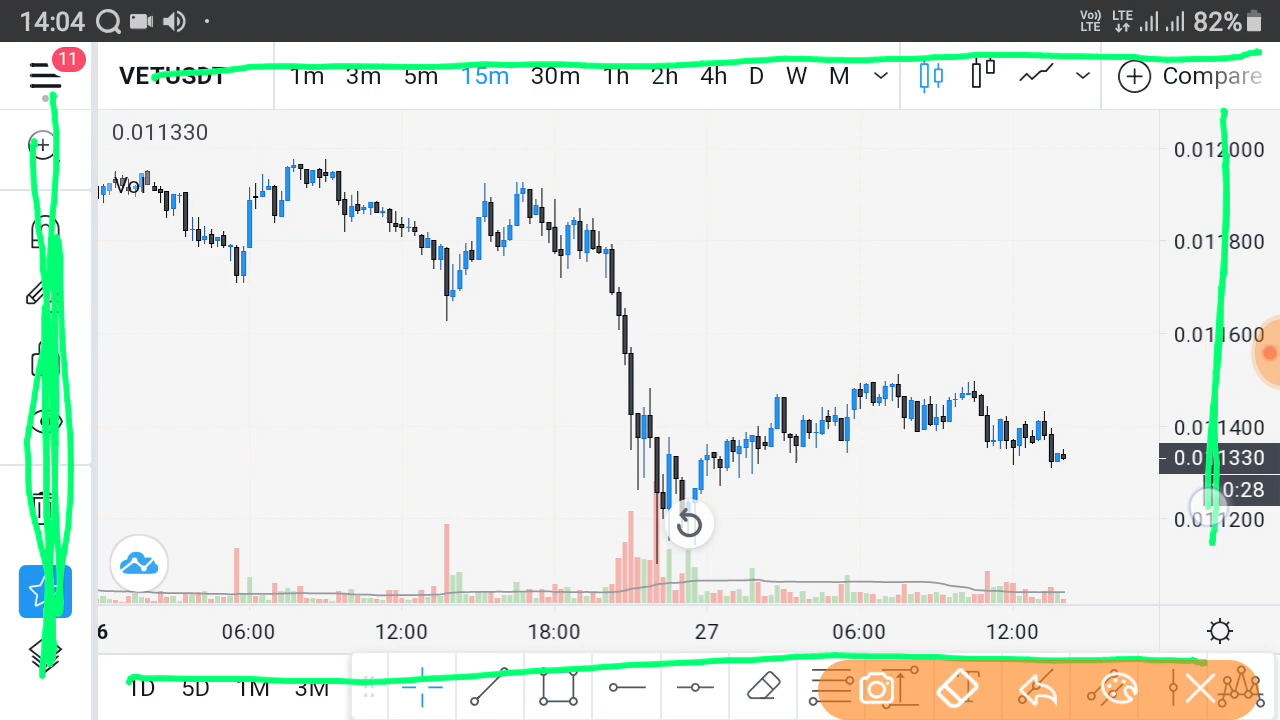 14:04 Vo)) LTE LTE 82%
11
VETUSDT 1m 3m 5m 15m 30m 1h 2h 4h D W M Compare
0.011330
Vol
0.012000
0.011800
0.011600
0.011400
0.011330
0:28
0.011200
6 06:00 12:00 18:00 27 06:00 12:00
1D 5D 1M 3M